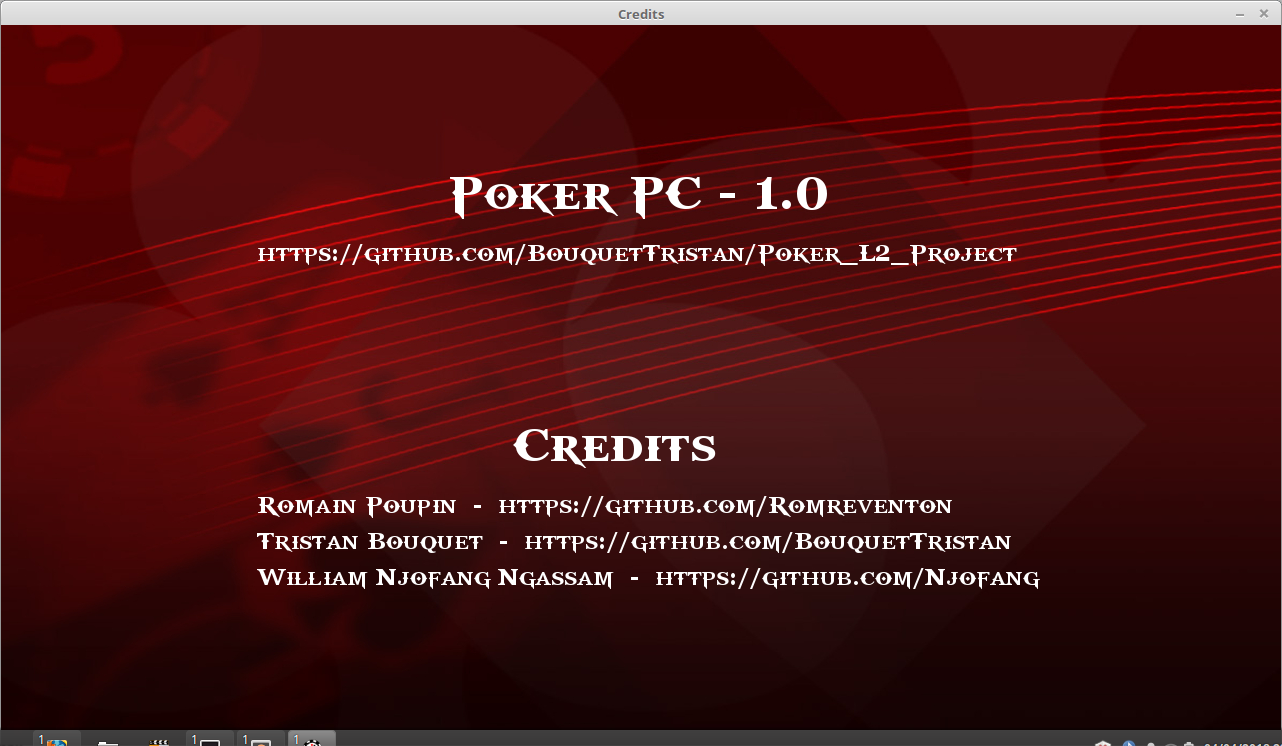 Credits
Poker PC - 1.0
https://github.com/BouquetTristan/Poker_L2_Project
Credits
Romain Poupin - https://github.com/Romreventon
Tristan Bouquet - https://github.com/BouquetTristan
William Njofang Ngassam - https://github.com/Njofang
1 1 1 1